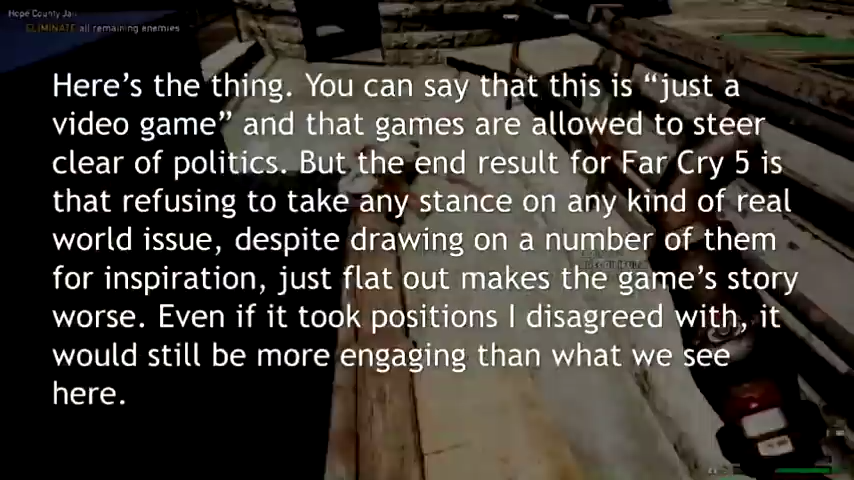 Hope County Jail
ELIMINATE all remaining enemies
Here’s the thing. You can say that this is “just a
video game” and that games are allowed to steer
clear of politics. But the end result for Far Cry 5 is
that refusing to take any stance on any kind of real
world issue, despite drawing on a number of them
for inspiration, just flat out makes the game’s story
worse. Even if it took positions I disagreed with, it
would still be more engaging than what we see
here.